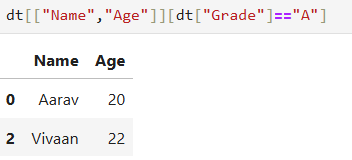 dt[["Name","Age"]][dt["Grade"]=="A"]
Name Age
0 Aarav 20
2 Vivaan 22